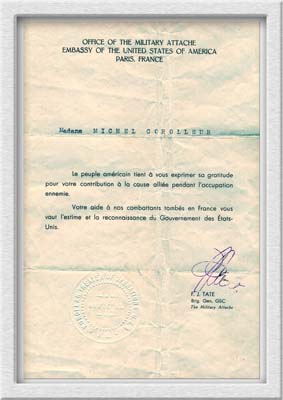 OFFICE OF THE MILITARY ATTACHE
EMBASSY OF THE UNITED STATES OF AMERICA
PARIS, FRANCE
Madame MICHEL COROLLEUR
Le peuple américain tient à vous exprimer sa gratitude
pour votre contribution à la cause alliée pendant l'occupation
ennemie.
Votre aide à nos combattants tombés en France vous
vaut l'estime et la reconnaissance du Gouvernement des États-
Unis.
F. J. TATE
Brig. Gen. GSC
The Military Attache